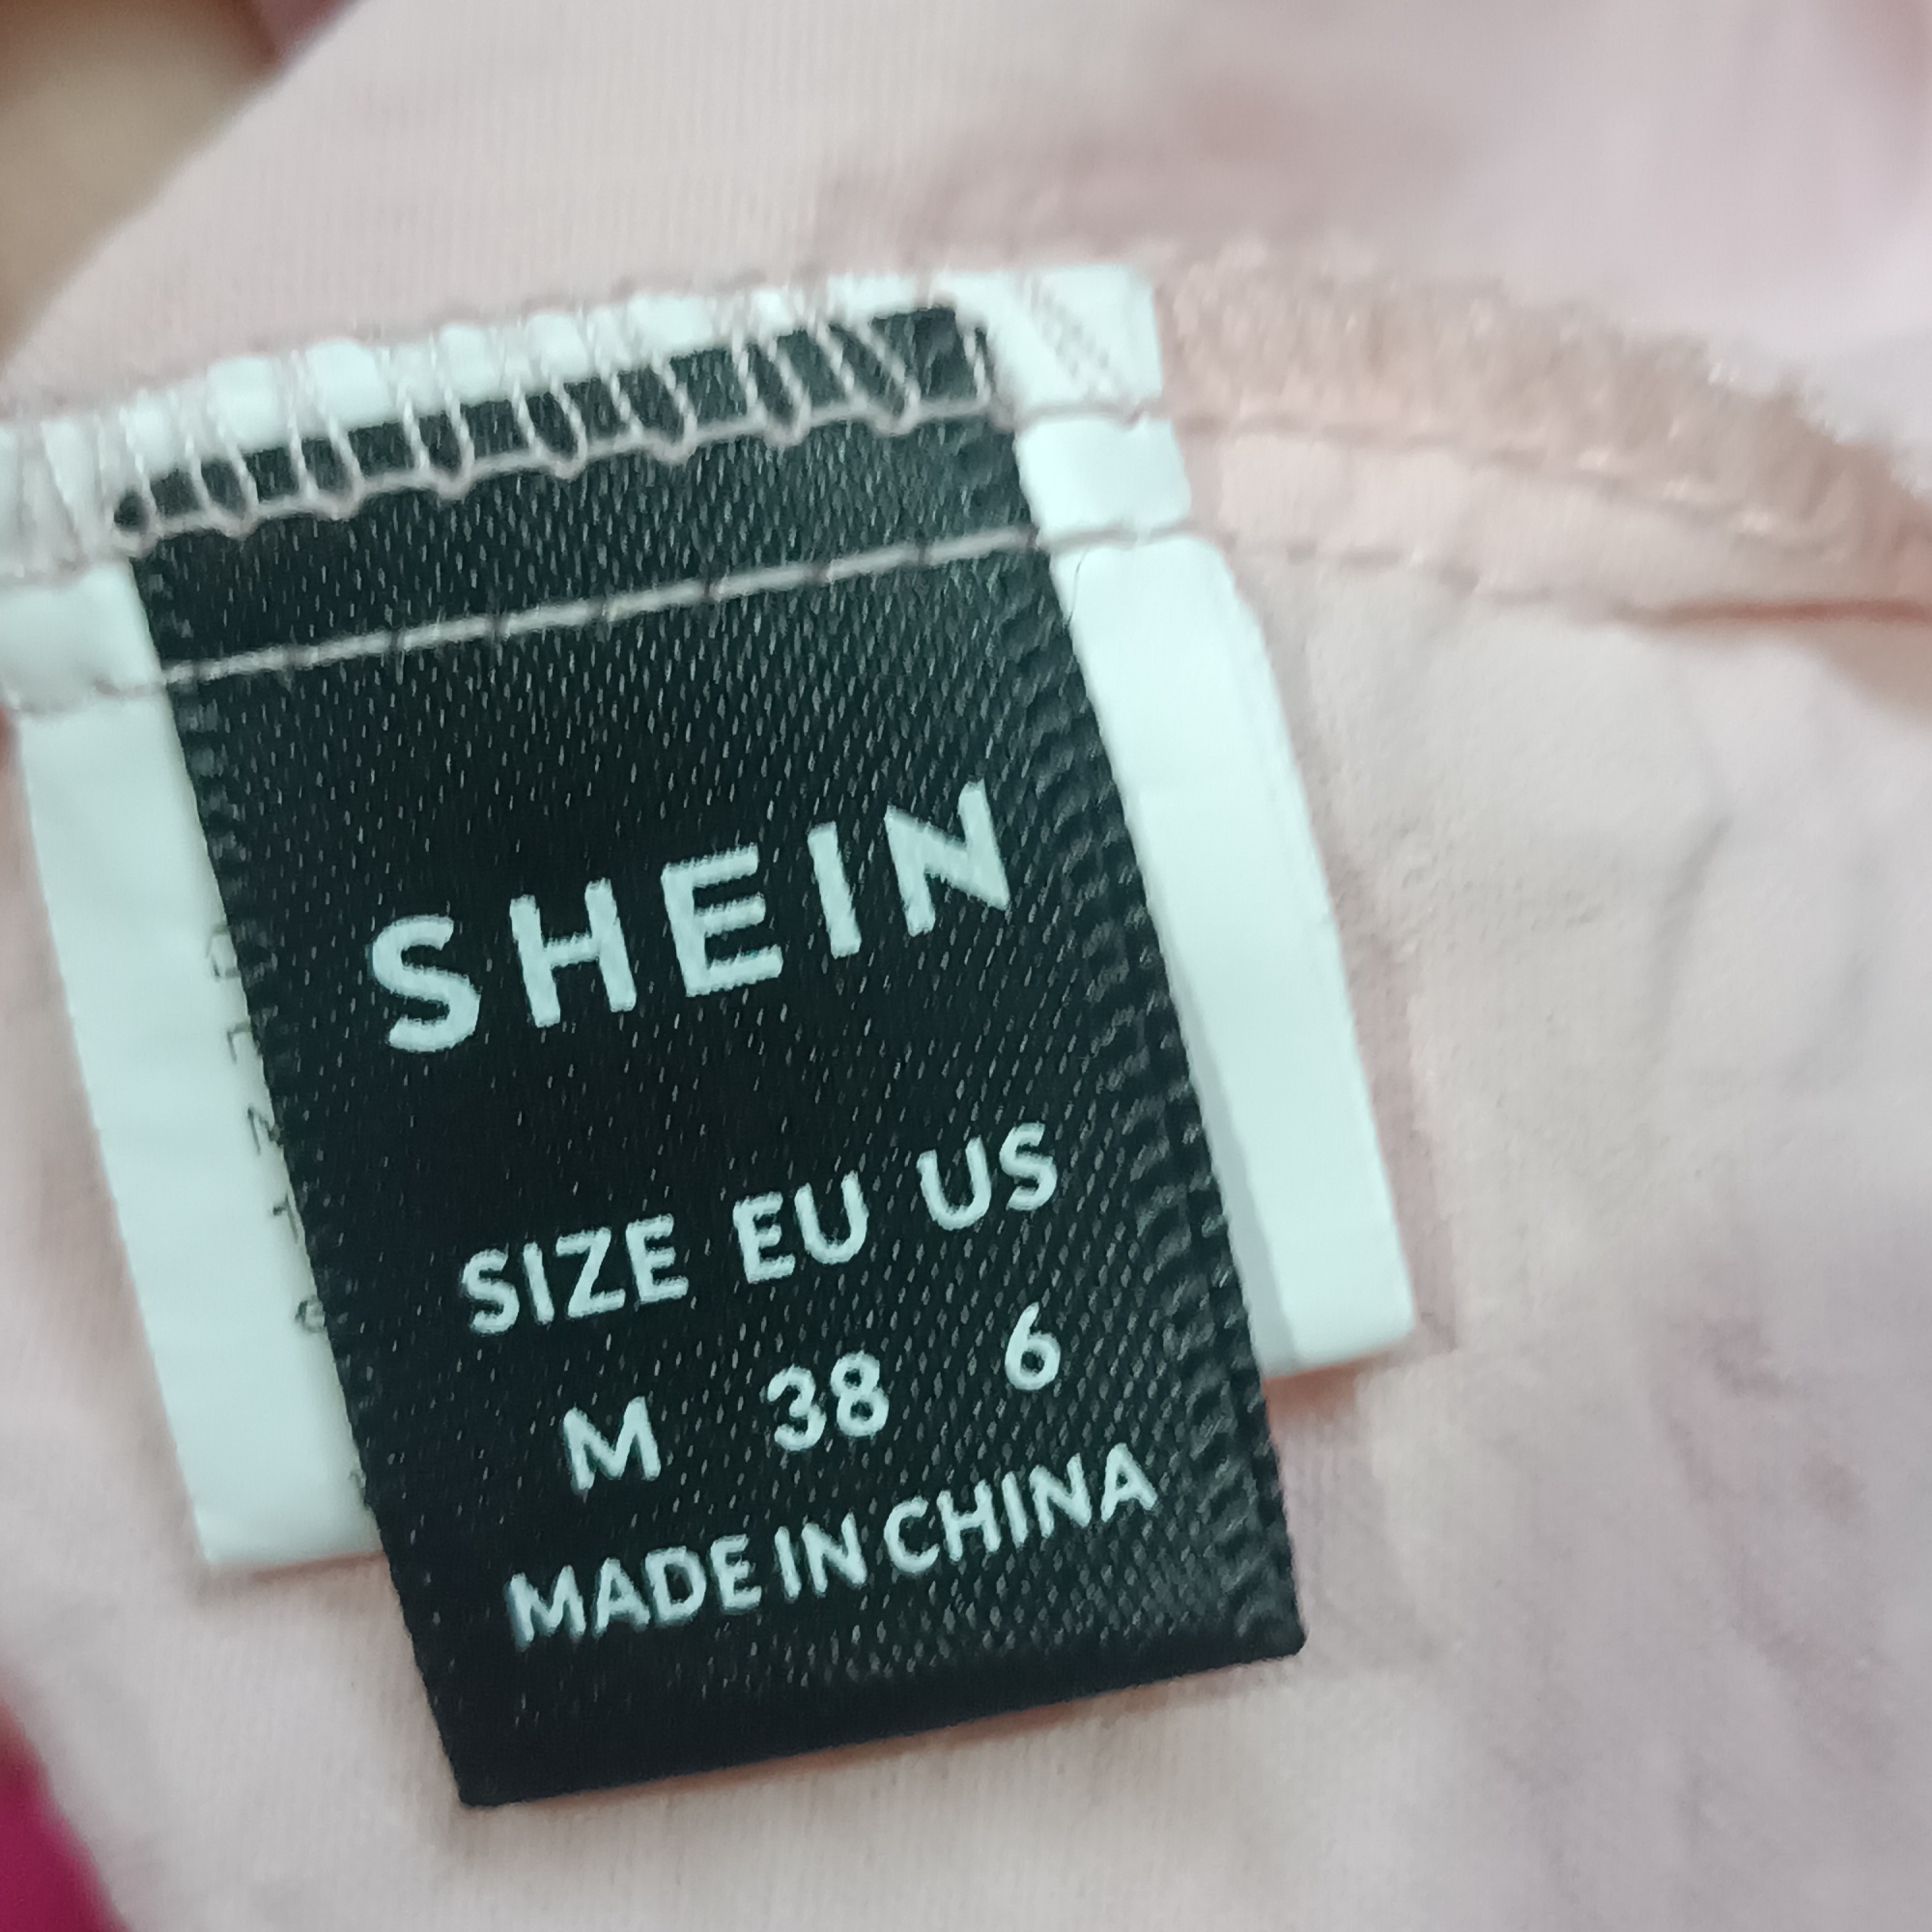 SHEIN
SIZE EU US
M 38 6
MADE IN CHINA